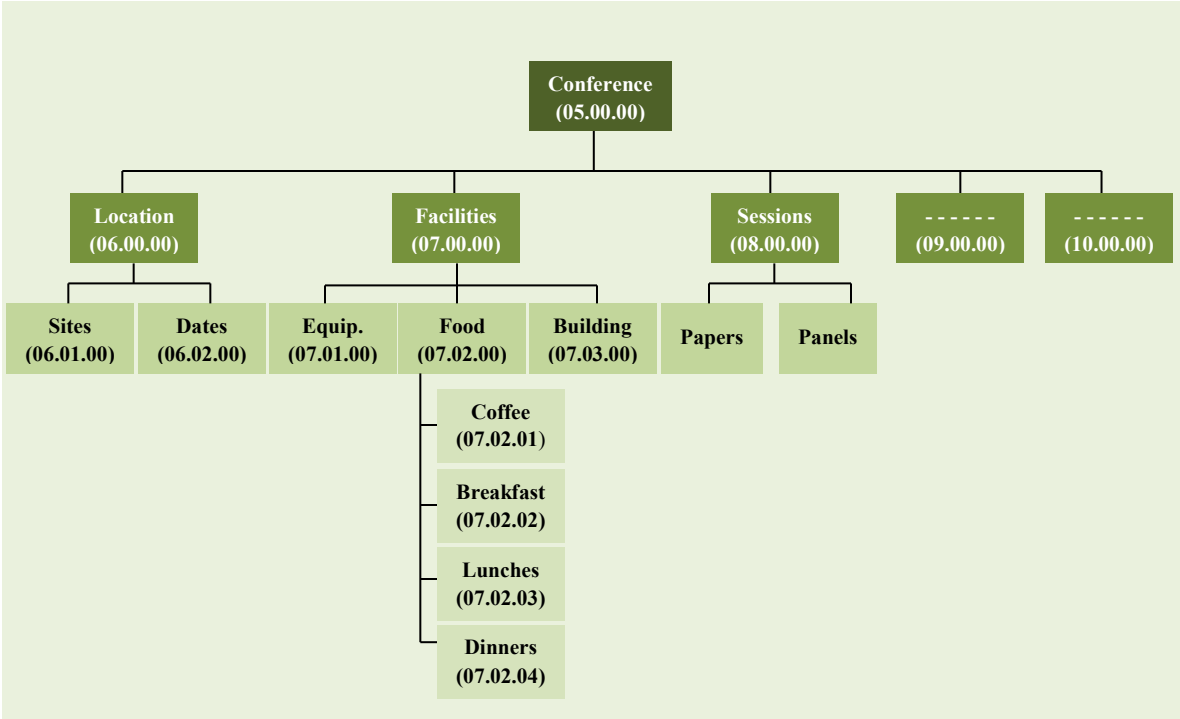 Conference
(05.00.00)
Location
(06.00.00)
Facilities
(07.00.00)
Sessions
(08.00.00)
- - - - - -
(09.00.00)
- - - - - -
(10.00.00)
Sites
(06.01.00)
Dates
(06.02.00)
Equip.
(07.01.00)
Food
(07.02.00)
Building
(07.03.00)
Papers
Panels
Coffee
(07.02.01)
Breakfast
(07.02.02)
Lunches
(07.02.03)
Dinners
(07.02.04)